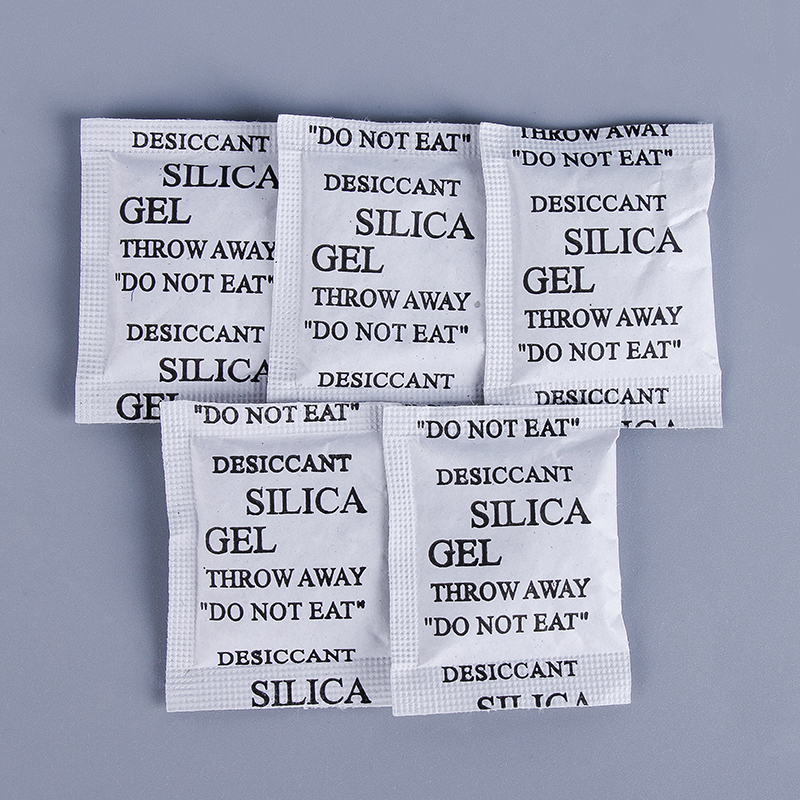 DESICCANT
SILICA
GEL
THROW AWAY
"DO NOT EAT"
DESICCANT
SILICA
GEL
"DO NOT EAT"
DESICCANT
SILICA
GEL
THROW AWAY
"DO NOT EAT"
DESICCANT
THROW AWAY
"DO NOT EAT"
DESICCANT
SILICA
GEL
THROW AWAY
"DO NOT EAT"
DESICCANT
SILICA
"DO NOT EAT"
DESICCANT
SILICA
GEL
THROW AWAY
"DO NOT EAT"
DESICCANT
SILICA
"DO NOT EAT"
DESICCANT
SILICA
GEL
THROW AWAY
"DO NOT EAT"
DESICCANT
SILICA